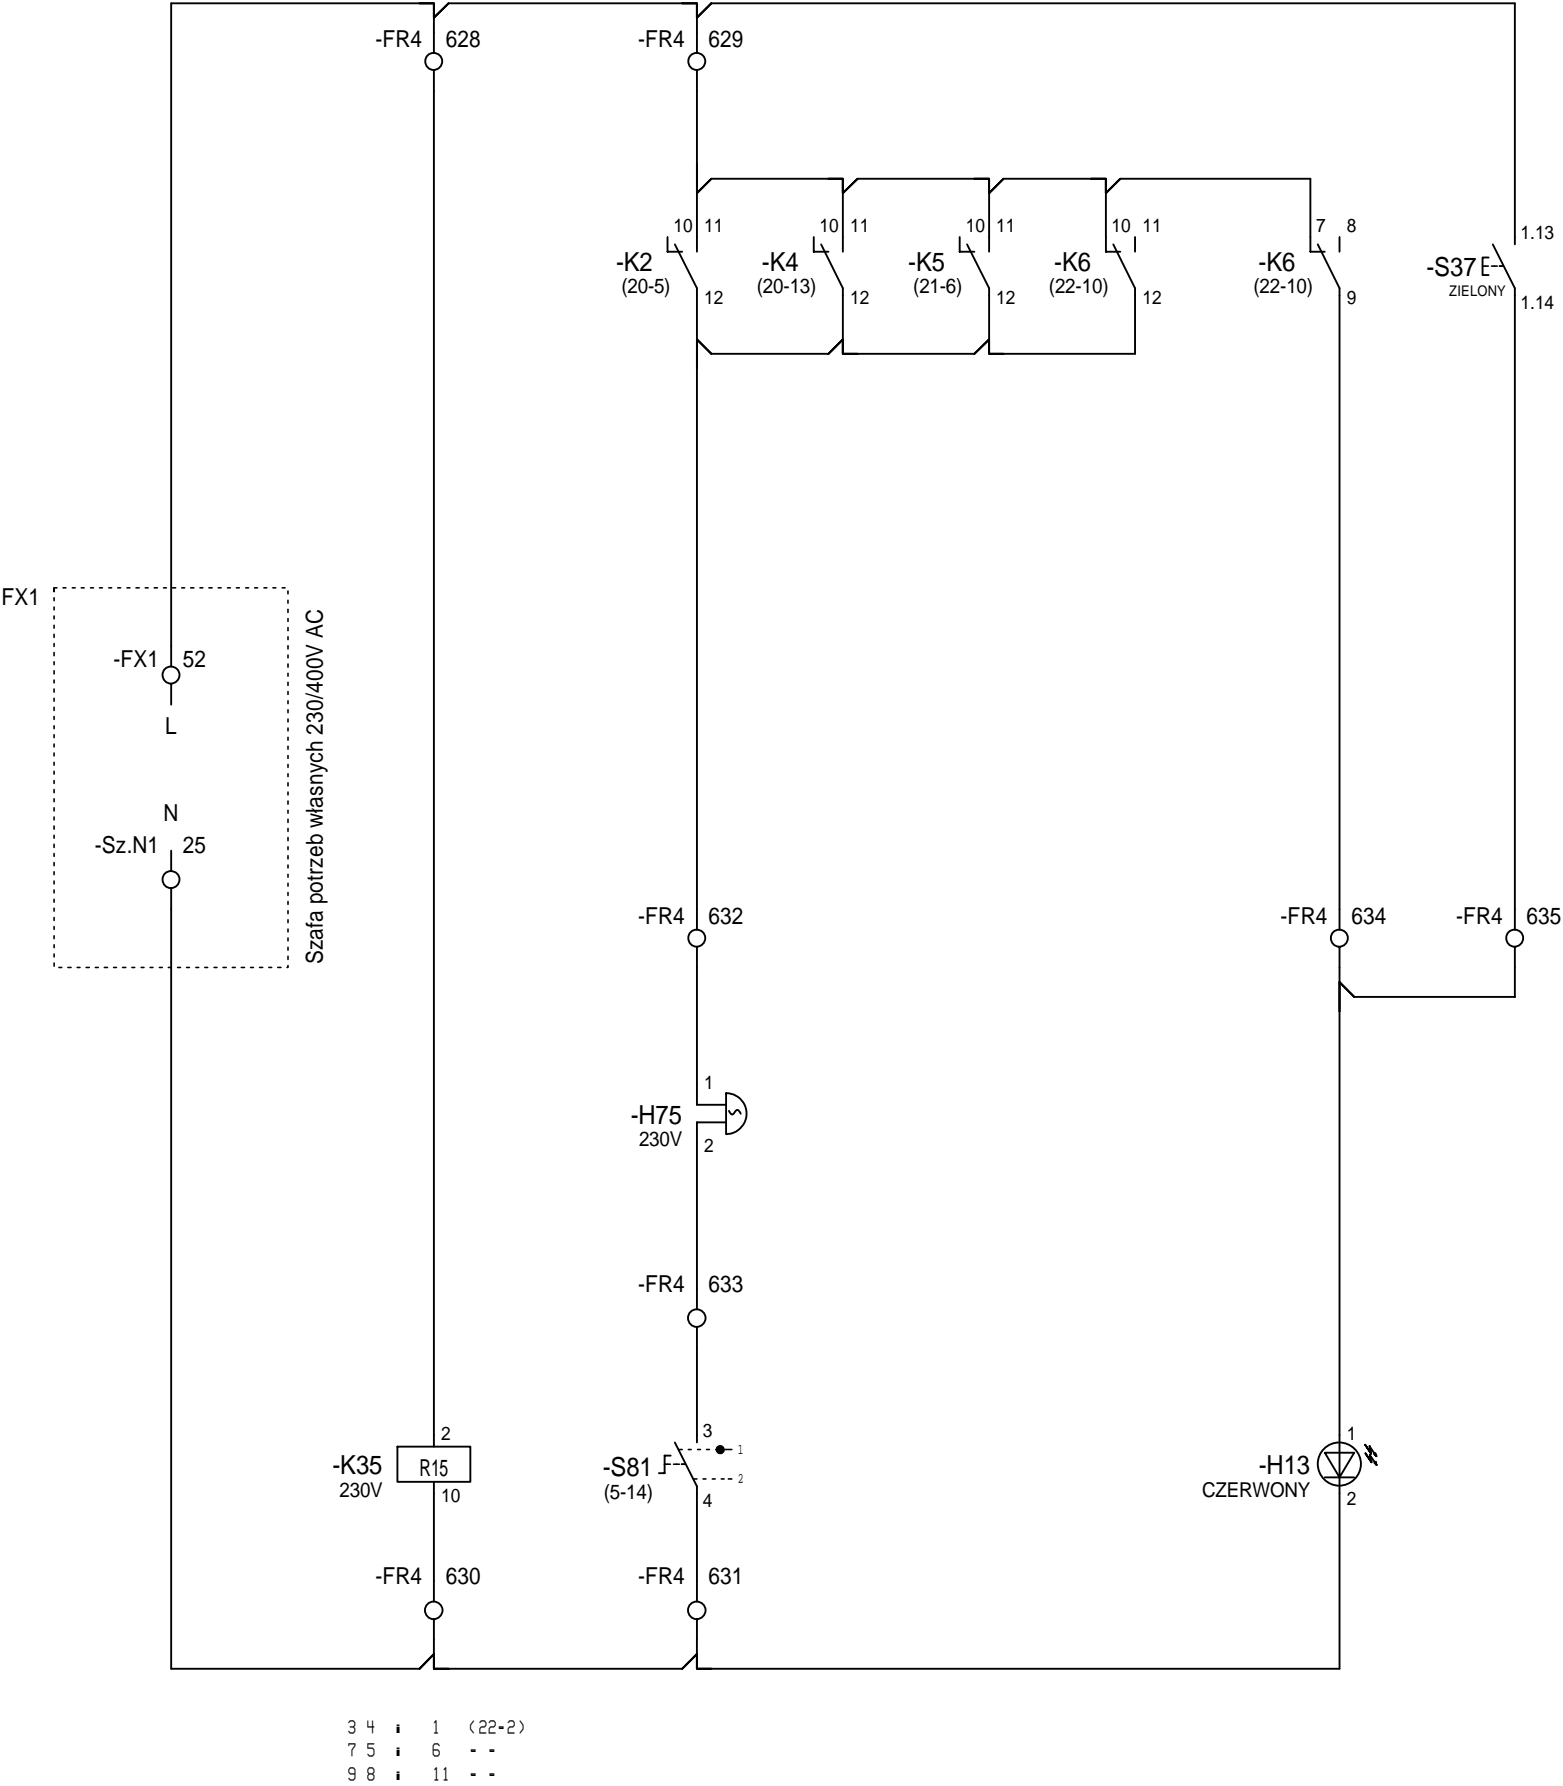 -FR4 628
-FR4 629
10 11
10 11
10 11
10 11
7 8
1.13
-K2
(20-5)
12
-K4
(20-13)
12
-K5
(21-6)
12
-K6
(22-10)
12
-K6
(22-10)
9
-S37
ZIELONY
1.14
FX1
-FX1 52
L
N
-Sz.N1 25
Szafa potrzeb własnych 230/400V AC
-FR4 632
-FR4 634
-FR4 635
1
-H75
230V
2
-FR4 633
2
-K35
230V
R15
10
3
-S81
(5-14)
1
2
4
1
-H13
CZERWONY
2
-FR4 630
-FR4 631
3 4 1 (22-2)
7 5 6 - -
9 8 11 - -